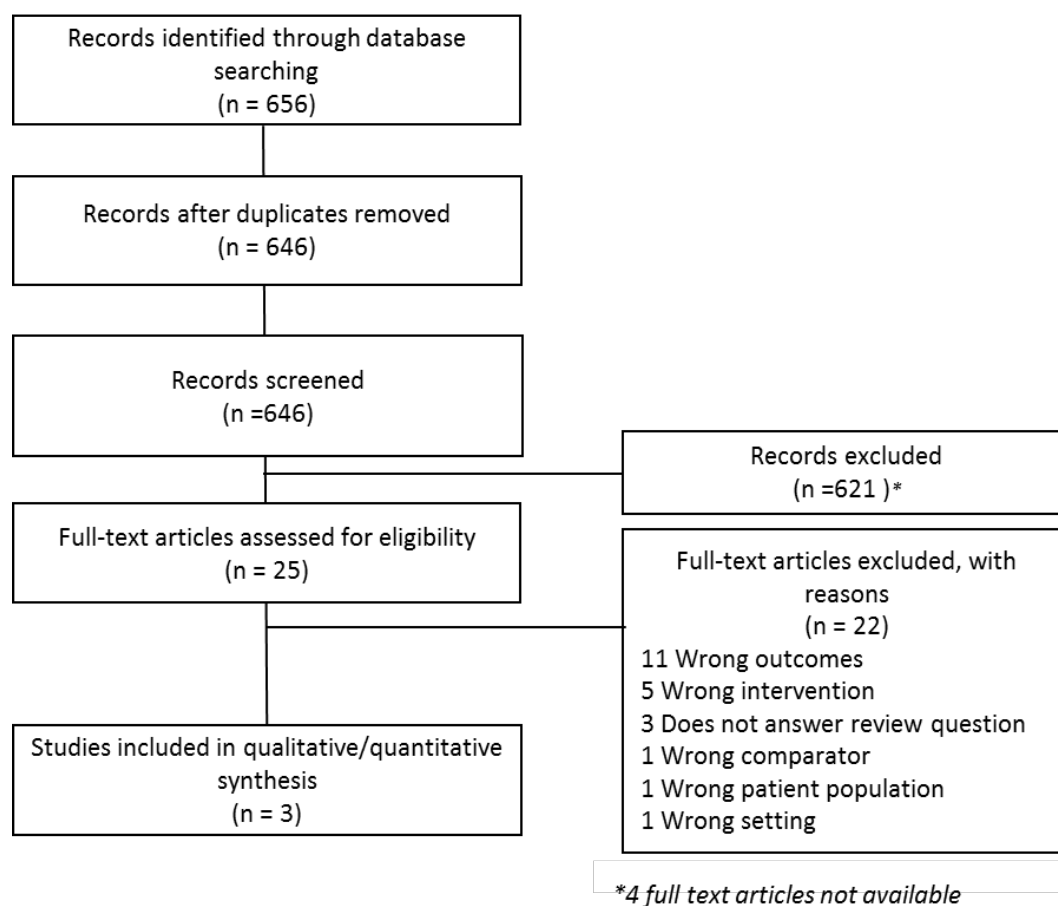 Records identified through database
searching
(n = 656)
Records after duplicates removed
(n = 646)
Records screened
(n =646)
Records excluded
(n =621 )*
Full-text articles assessed for eligibility
(n = 25)
Full-text articles excluded, with
reasons
(n = 22)
11 Wrong outcomes
5 Wrong intervention
3 Does not answer review question
1 Wrong comparator
1 Wrong patient population
1 Wrong setting
Studies included in qualitative/quantitative
synthesis
(n = 3)
*4 full text articles not available